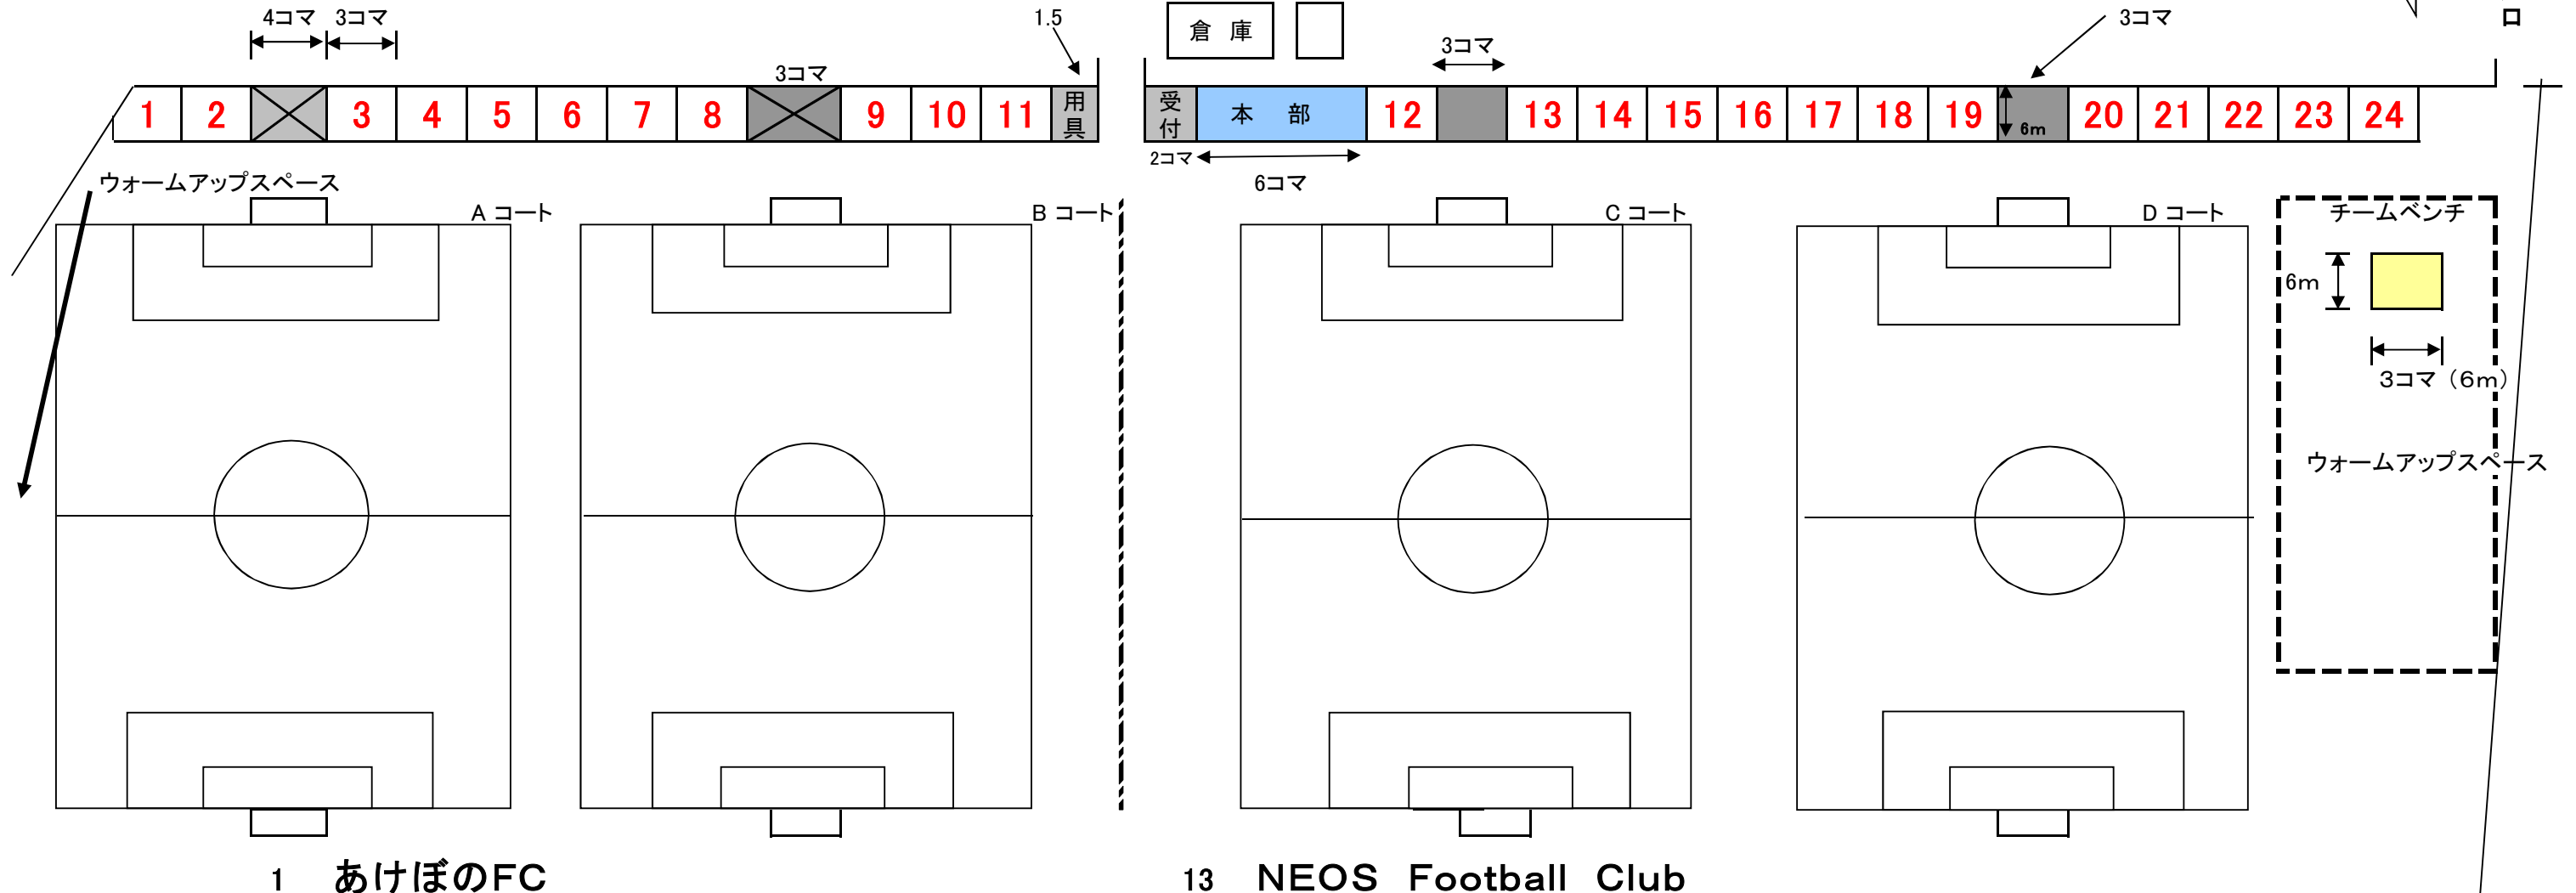 4コマ 3コマ 1.5 倉 庫 3コマ 口
3コマ
3コマ
1 2 3 4 5 6 7 8 9 10 11 用具 受付 本 部 12 13 14 15 16 17 18 19 6m 20 21 22 23 24
2コマ
6コマ
ウォームアップスペース
A コート B コート C コート D コート チームベンチ
6m
3コマ（6m）
ウォームアップスペース
1 あけぼのFC 13 NEOS Football Club